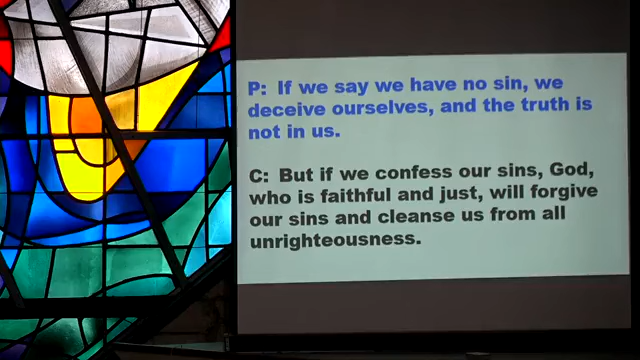 P: If we say we have no sin, we
deceive ourselves, and the truth is
not in us.
C: But if we confess our sins, God,
who is faithful and just, will forgive
our sins and cleanse us from all
unrighteousness.